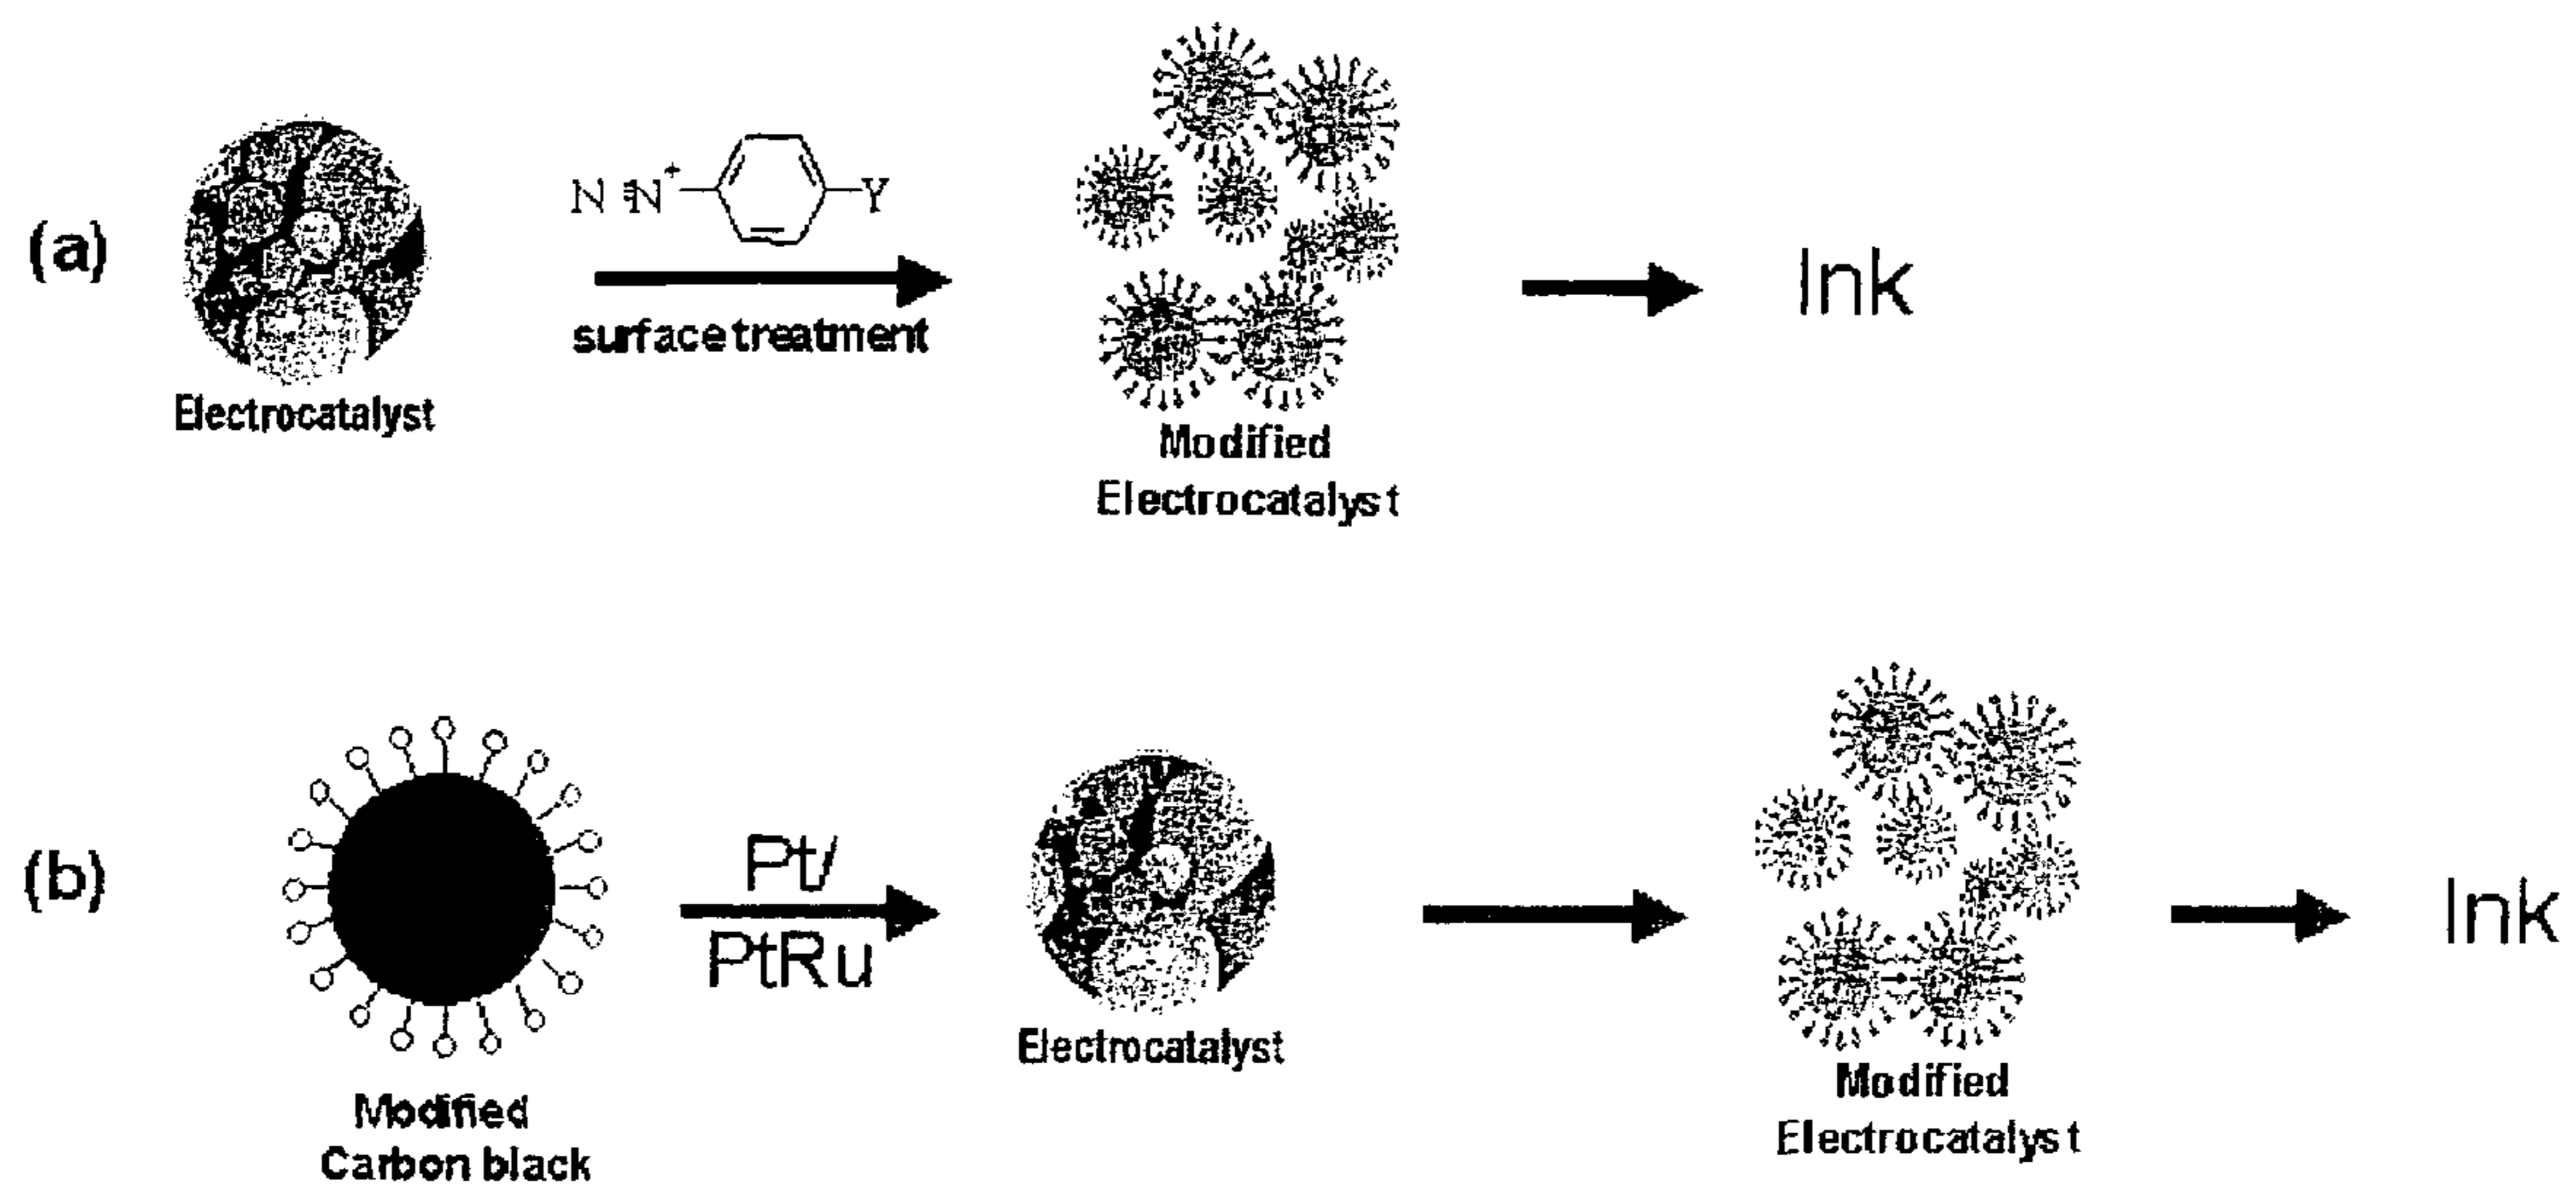 (a)
N≡N+
Y
surface treatment
Ink
Electrocatalyst
Modified
Electrocatalyst
(b)
Pt/
PtRu
Ink
Electrocatalyst
Modified
Carbon black
Modified
Electrocatalyst